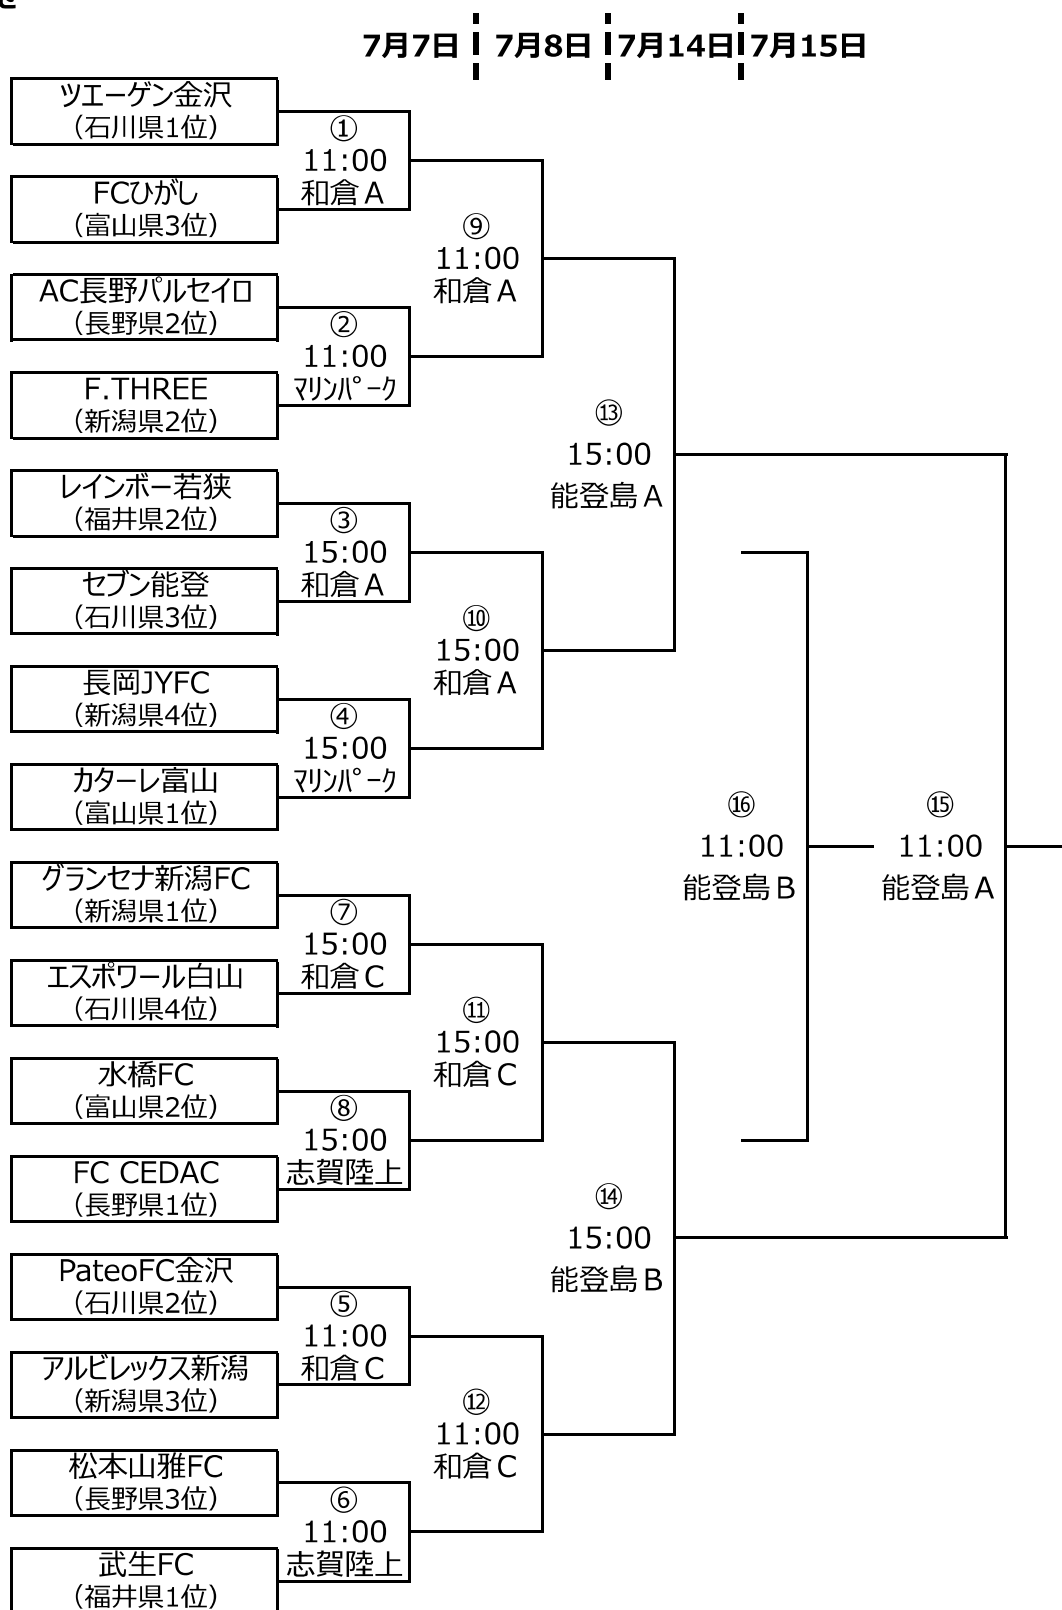 7月7日 7月8日 7月14日 7月15日
ツエーゲン金沢
（石川県1位）
①
11:00
和倉A
FCひがし
（富山県3位）
⑨
11:00
和倉A
AC長野パルセイロ
（長野県2位）
②
11:00
ﾏﾘﾝﾊﾟｰｸ
F.THREE
（新潟県2位）
⑬
15:00
能登島A
レインボー若狭
（福井県2位）
③
15:00
和倉A
セブン能登
（石川県3位）
⑩
15:00
和倉A
長岡JYFC
（新潟県4位）
④
15:00
ﾏﾘﾝﾊﾟｰｸ
カターレ富山
（富山県1位）
⑯
11:00
能登島B
⑮
11:00
能登島A
グランセナ新潟FC
（新潟県1位）
⑦
15:00
和倉C
エスポワール白山
（石川県4位）
⑪
15:00
和倉C
水橋FC
（富山県2位）
⑧
15:00
志賀陸上
FC CEDAC
（長野県1位）
⑭
15:00
能登島B
PateoFC金沢
（石川県2位）
⑤
11:00
和倉C
アルビレックス新潟
（新潟県3位）
⑫
11:00
和倉C
松本山雅FC
（長野県3位）
⑥
11:00
志賀陸上
武生FC
（福井県1位）